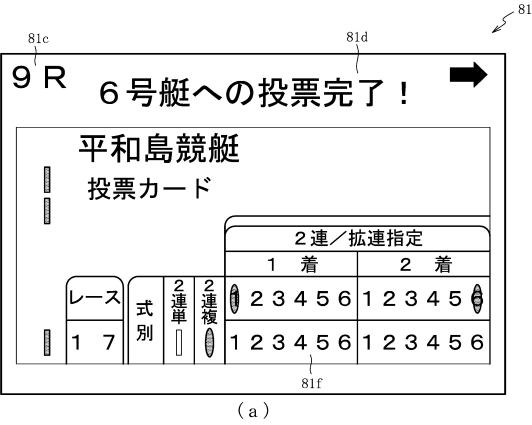 81
81c
81d
9R
6号艇への投票完了!
平和島競艇
投票カード
2連/拡連指定
1 着
2 着
レース
式別
2連単
2連複
1 2 3 4 5 6
1 2 3 4 5 6
1 7
1 2 3 4 5 6
1 2 3 4 5 6
81f
(a)